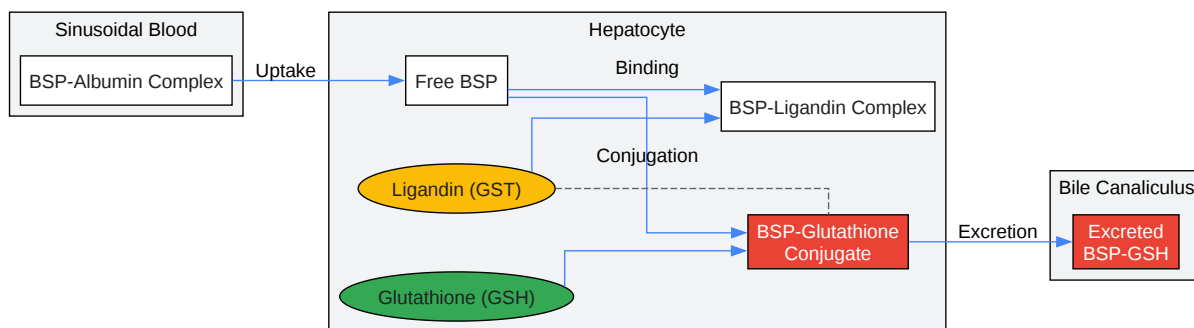 Sinusoidal Blood
BSP-Albumin Complex
Uptake
Hepatocyte
Free BSP
Binding
BSP-Ligandin Complex
Conjugation
Ligandin (GST)
BSP-Glutathione
Conjugate
Glutathione (GSH)
Excretion
Bile Canaliculus
Excreted
BSP-GSH